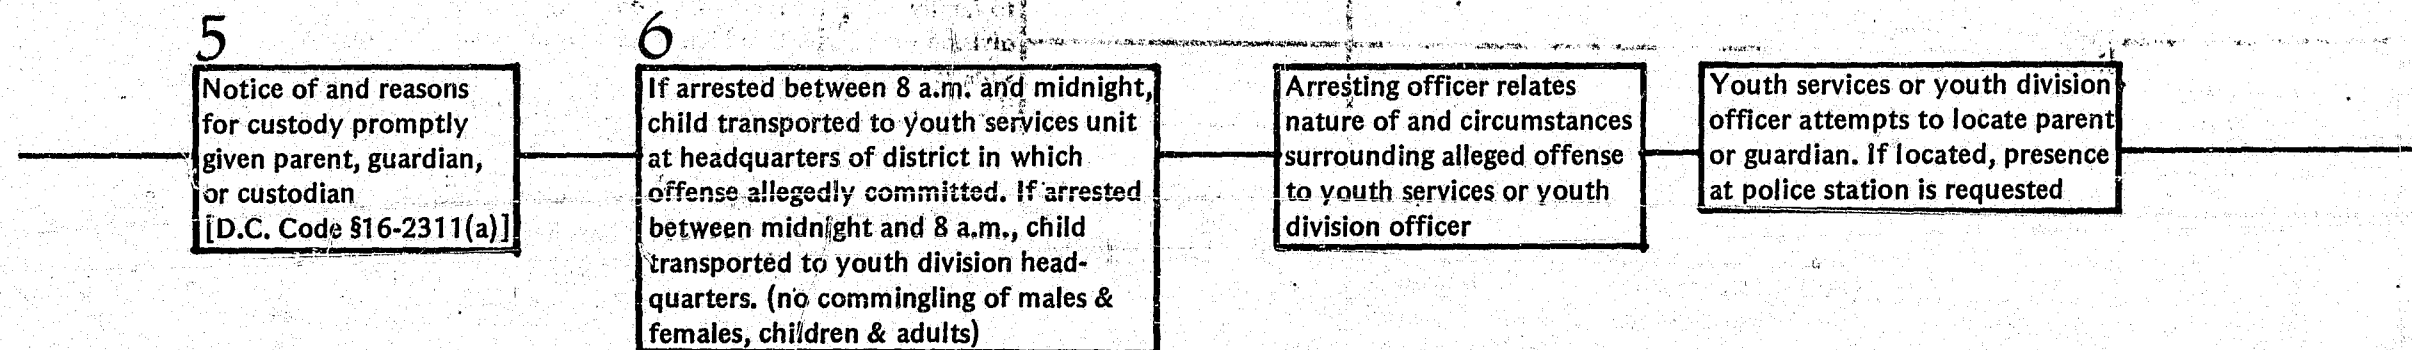 5
Notice of and reasons
for custody promptly
given parent, guardian,
or custodian
[D.C. Code §16-2311(a)]
6
If arrested between 8 a.m. and midnight,
child transported to youth services unit
at headquarters of district in which
offense allegedly committed. If arrested
between midnight and 8 a.m., child
transported to youth division head-
quarters. (no commingling of males &
females, children & adults)
Arresting officer relates
nature of and circumstances
surrounding alleged offense
to youth services or youth
division officer
Youth services or youth division
officer attempts to locate parent
or guardian. If located, presence
at police station is requested